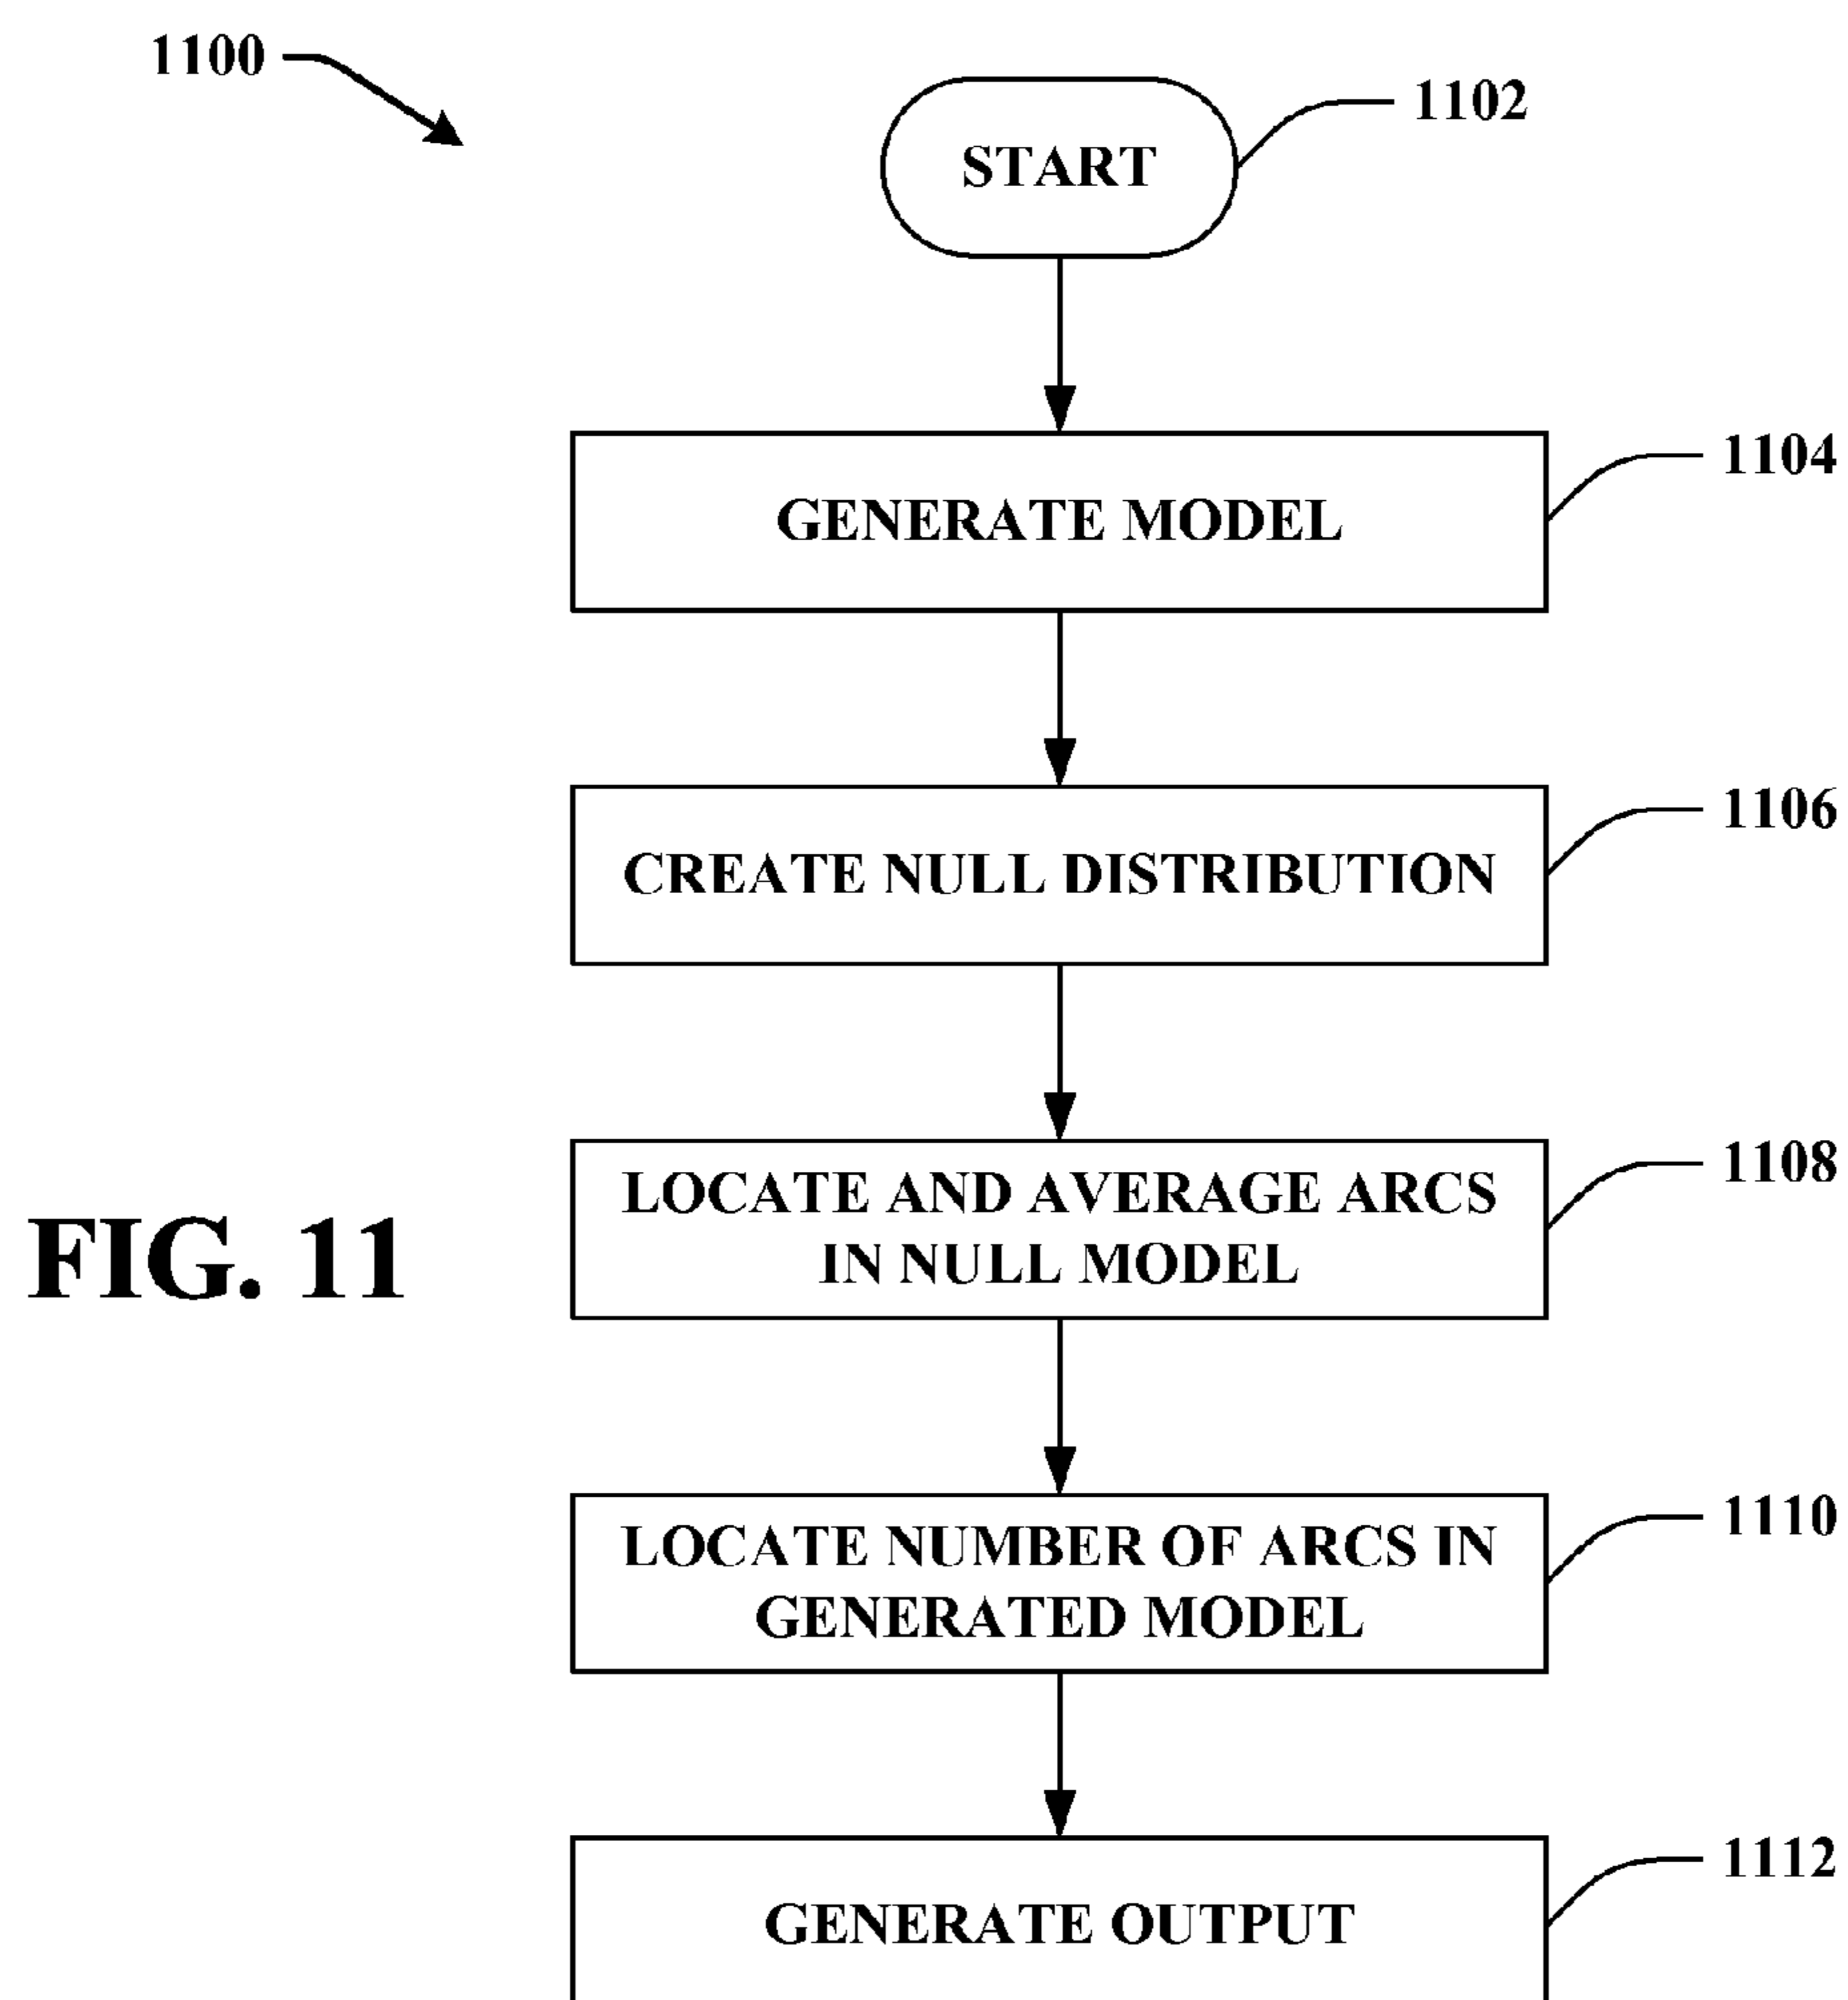 1100
START
1102
GENERATE MODEL
1104
CREATE NULL DISTRIBUTION
1106
LOCATE AND AVERAGE ARCS
IN NULL MODEL
1108
FIG. 11
LOCATE NUMBER OF ARCS IN
GENERATED MODEL
1110
GENERATE OUTPUT
1112